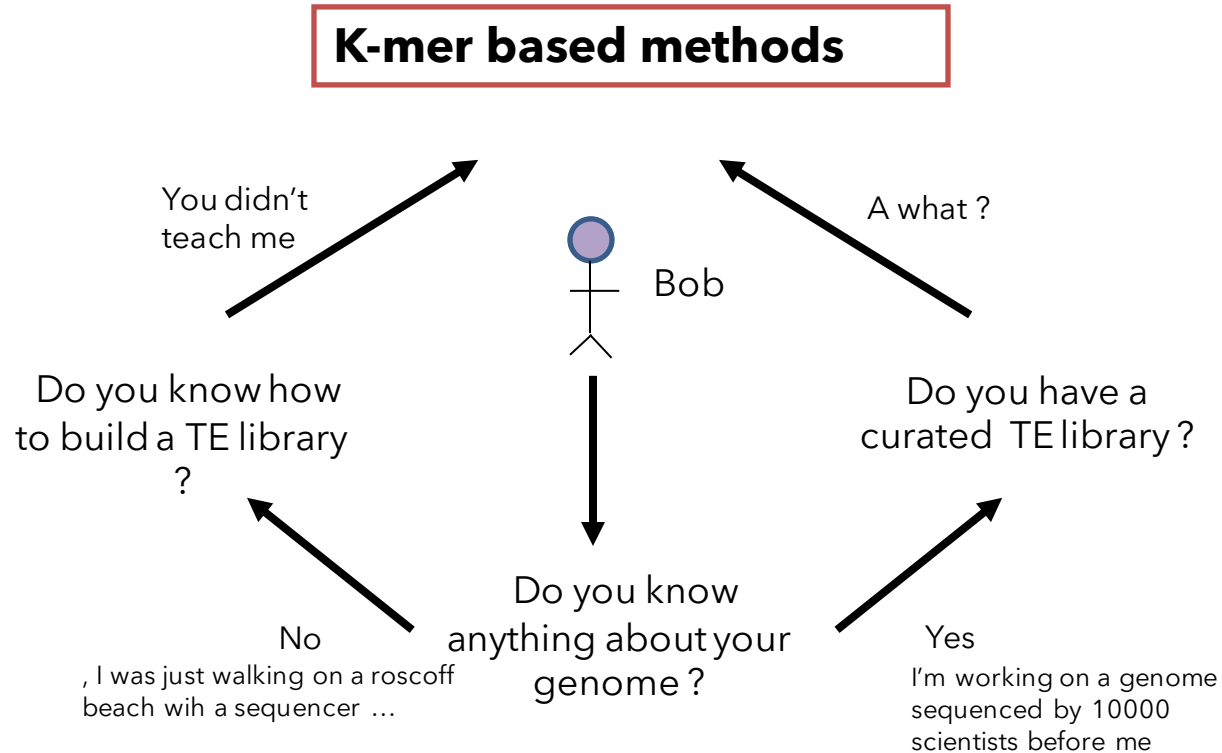 K-mer based methods
You didn't
teach me
A what ?
Bob
Do you know how
to build a TE library
?
Do you have a
curated TE library ?
Do you know
anything about your
genome ?
No
, I was just walking on a roscoff
beach wih a sequencer ...
Yes
I'm working on a genome
sequenced by 10000
scientists before me